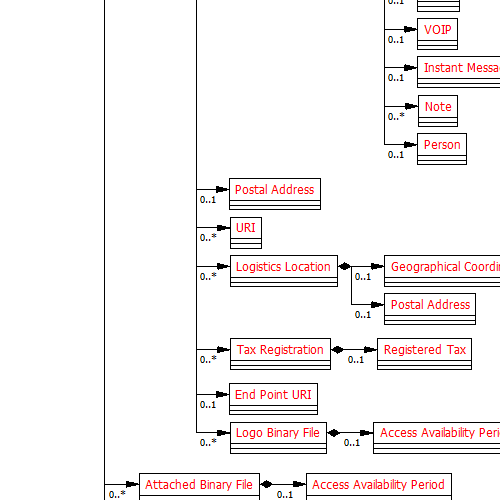 0..1
VOIP
0..1
Instant Messa
0..1
Note
0..*
Person
0..1
Postal Address
0..1
URI
0..*
Logistics Location
0..*
Geographical Coordi
0..1
Postal Address
0..1
Tax Registration
0..*
Registered Tax
0..1
End Point URI
0..1
Logo Binary File
0..*
Access Availability Peri
0..1
Attached Binary File
0..*
Access Availability Period
0..1